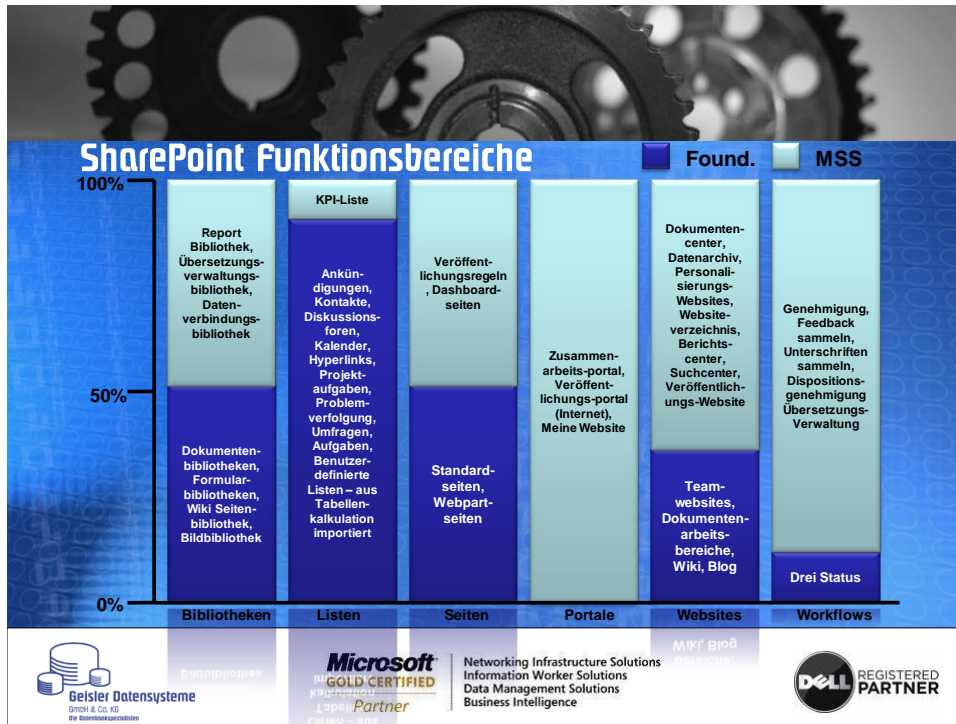 SharePoint Funktionsbereiche
Found.
MSS
100%
50%
0%
Report
Bibliothek,
Übersetzungs-
verwaltungs-
bibliothek,
Daten-
verbindungs-
bibliothek
Dokumenten-
bibliotheken,
Formular-
bibliotheken,
Wiki Seiten-
bibliothek,
Bildbibliothek
KPI-Liste
Ankün-
digungen,
Kontakte,
Diskussions-
foren,
Kalender,
Hyperlinks,
Projekt-
aufgaben,
Problem-
verfolgung,
Umfragen,
Aufgaben,
Benutzer-
definierte
Listen – aus
Tabellen-
kalkulation
importiert
Veröffent-
lichungsregeln
, Dashboard-
seiten
Standard-
seiten,
Webpart-
seiten
Zusammen-
arbeits-portal,
Veröffent-
lichungs-portal
(Internet),
Meine Website
Dokumenten-
center,
Datenarchiv,
Personali-
sierungs-
Websites,
Website-
verzeichnis,
Berichts-
center,
Suchcenter,
Veröffentlich-
ungs-Website
Team-
websites,
Dokumenten-
arbeits-
bereiche,
Wiki, Blog
Genehmigung,
Feedback
sammeln,
Unterschriften
sammeln,
Dispositions-
genehmigung
Übersetzungs-
Verwaltung
Drei Status
Bibliotheken
Listen
Seiten
Portale
Websites
Workflows
Geisler Datensysteme
GmbH & Co. KG
Die Datenbankspezialisten
Microsoft
GOLD CERTIFIED
Partner
Networking Infrastructure Solutions
Information Worker Solutions
Data Management Solutions
Business Intelligence
DELL
REGISTERED
PARTNER